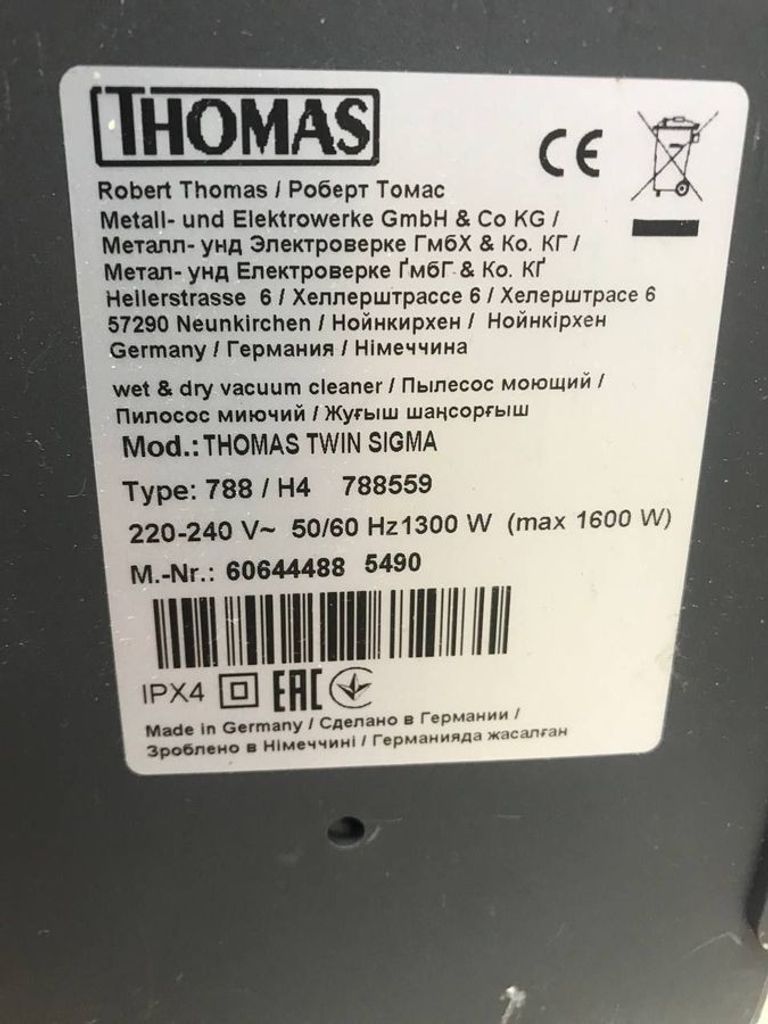 THOMAS
CE
Robert Thomas / Роберт Томас
Metall- und Elektrowerke GmbH & Co KG /
Металл- унд Электроверке ГмбХ & Ко. КГ /
Метал- унд Електроверке ҐмбГ & Ко. КҐ
Hellerstrasse 6 / Хеллерштрассе 6 / Хелерштрасе 6
57290 Neunkirchen / Нойнкирхен / Нойнкірхен
Germany / Германия / Німеччина
wet & dry vacuum cleaner / Пылесос моющий /
Пилосос миючий / Жуғыш шаңсорғыш
Mod.: THOMAS TWIN SIGMA
Type: 788 / H4 788559
220-240 V~ 50/60 Hz1300 W (max 1600 W)
M.-Nr.: 60644488 5490
IPX4 EAC
Made in Germany / Сделано в Германии /
Зроблено в Німеччині / Германияда жасалған